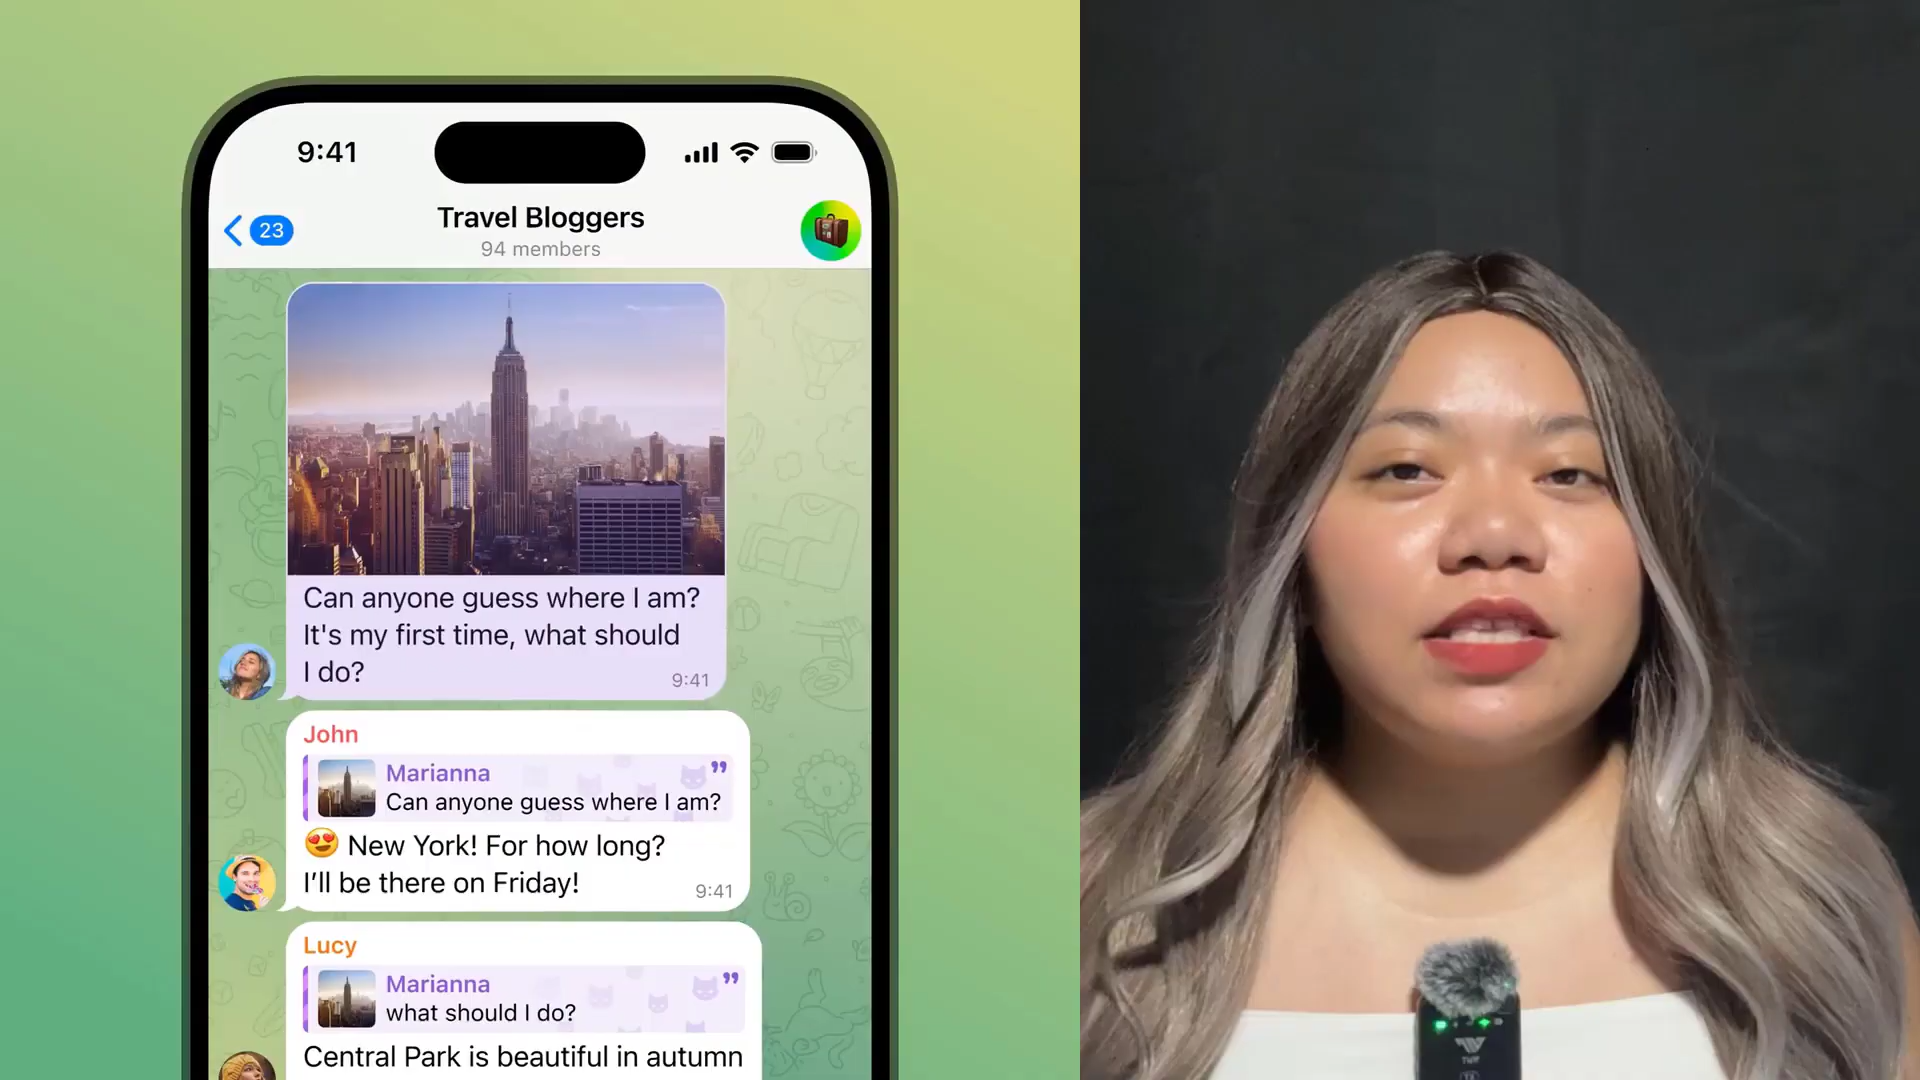 9:41
23
Travel Bloggers
94 members
Can anyone guess where I am?
It's my first time, what should
I do?
9:41
John
Marianna
Can anyone guess where I am?
😍 New York! For how long?
I’ll be there on Friday!
9:41
Lucy
Marianna
what should I do?
Central Park is beautiful in autumn